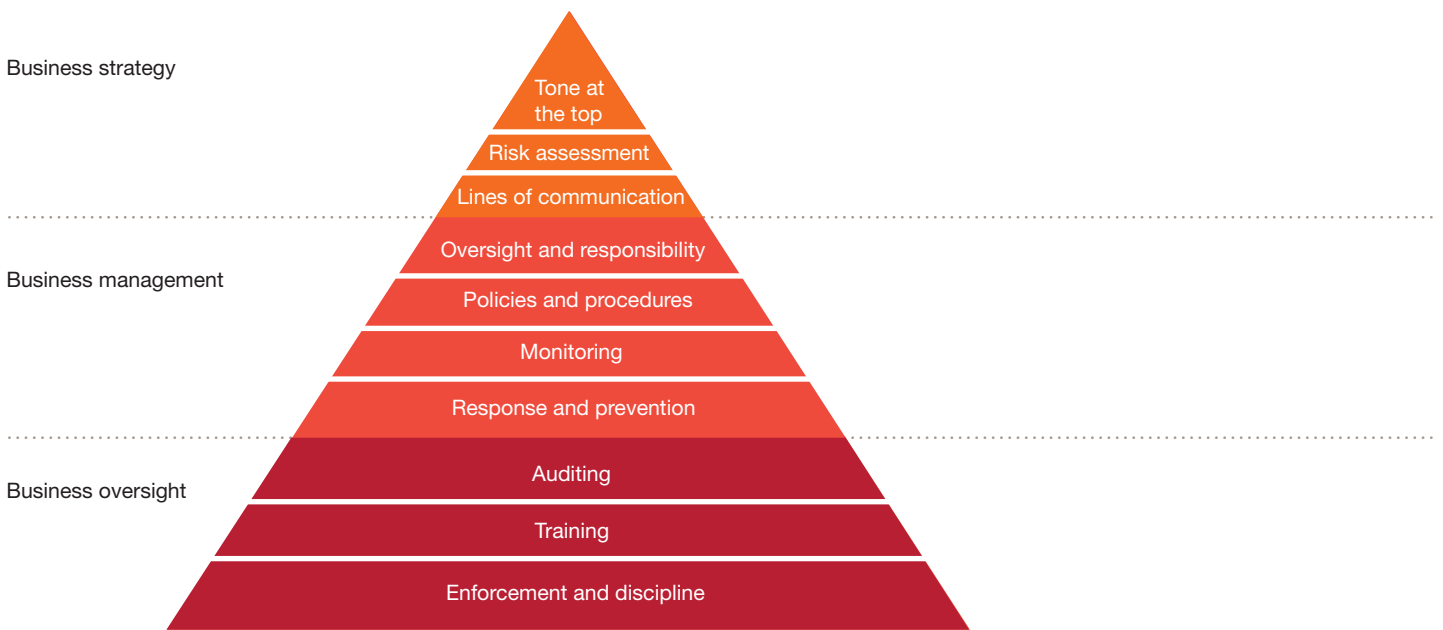 Business strategy
Tone at
the top
Risk assessment
Lines of communication
Business management
Oversight and responsibility
Policies and procedures
Monitoring
Response and prevention
Business oversight
Auditing
Training
Enforcement and discipline